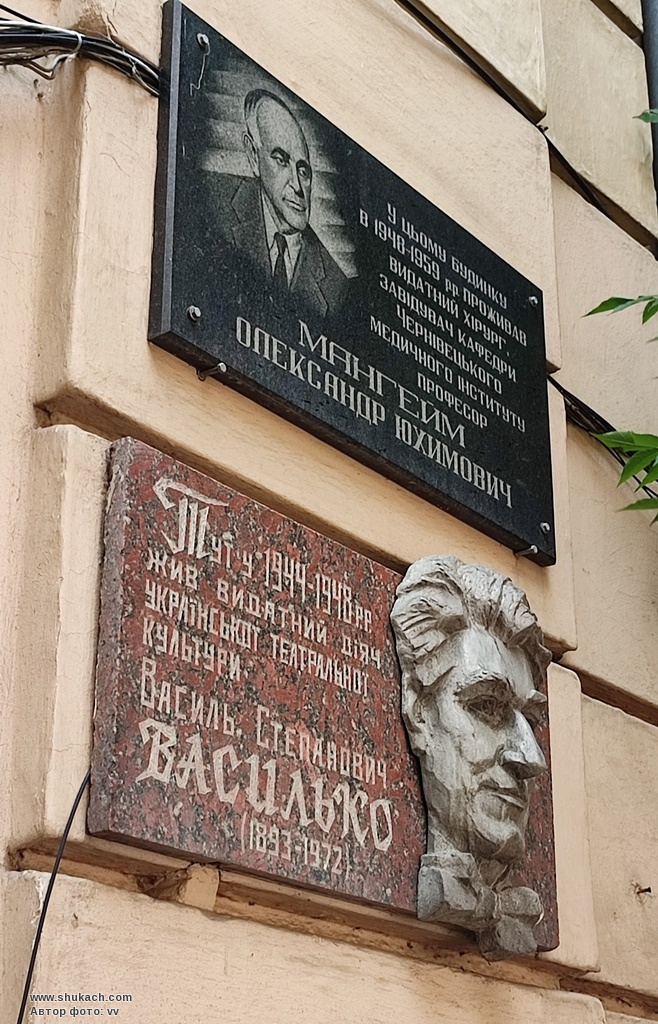 У ЦЬОМУ БУДИНКУ
В 1948-1959 рр ПРОЖИВАВ
ВИДАТНИЙ ХІРУРГ,
ЗАВІДУВАЧ КАФЕДРИ
ЧЕРНІВЕЦЬКОГО
МЕДИЧНОГО ІНСТИТУТУ
ПРОФЕСОР
МАНГЕЙМ
ОЛЕКСАНДР ЮХИМОВИЧ
ТУТ У 1944-1948 РР
ЖИВ ВИДАТНИЙ ДІЯЧ
УКРАЇНСЬКОЇ ТЕАТРАЛЬНОЇ
КУЛЬТУРИ
ВАСИЛЬ СТЕПАНОВИЧ
ВАСИЛЬКО
(1893-1972)
www.shukach.com
Автор фото: vv